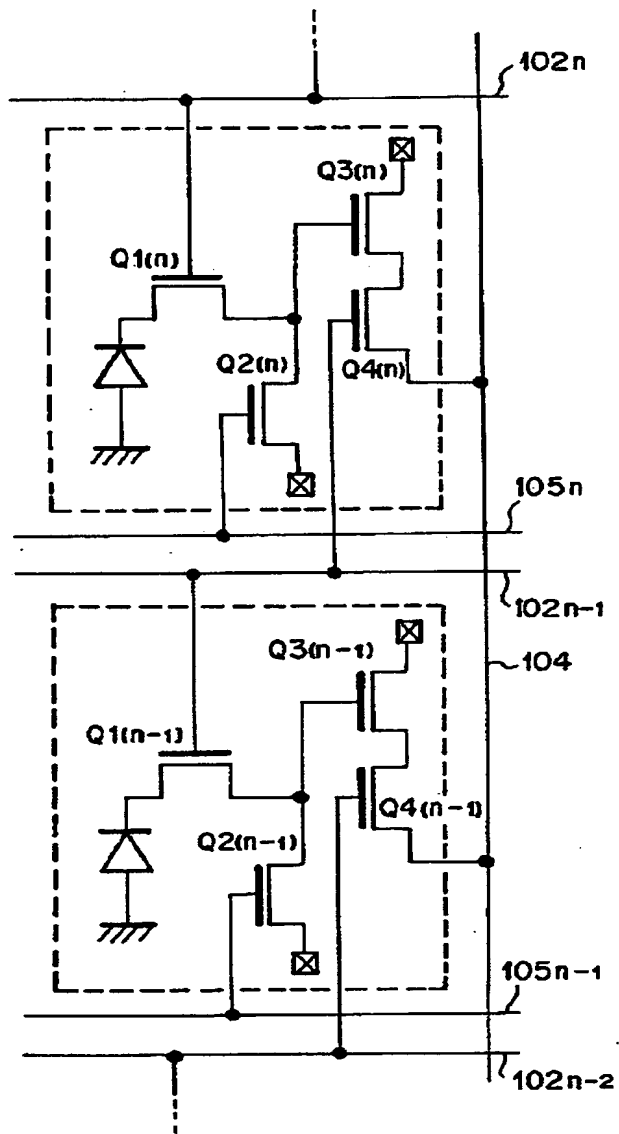 102n
Q3(n)
Q1(n)
Q2(n)
Q4(n)
105n
102n-1
104
Q3(n-1)
Q1(n-1)
Q4(n-1)
Q2(n-1)
105n-1
102n-2